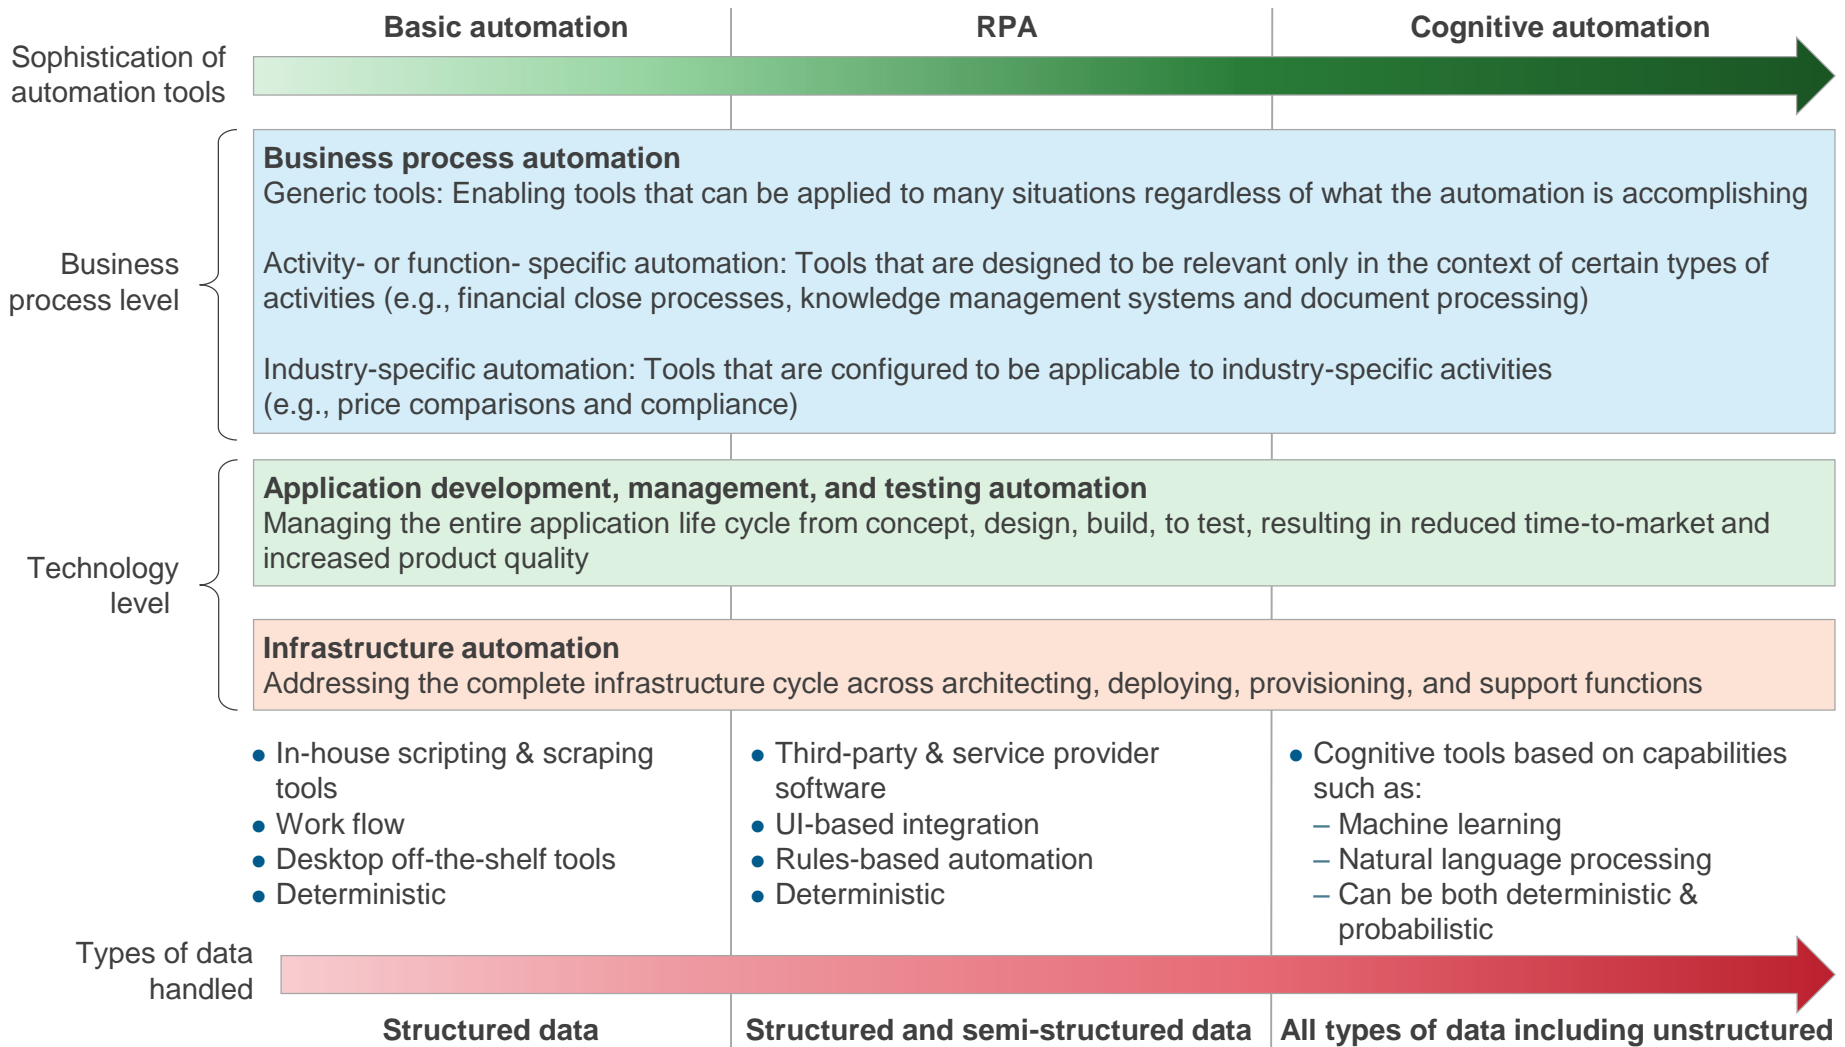 Basic automation
RPA
Cognitive automation
Sophistication of
automation tools
Business
process level
Business process automation
Generic tools: Enabling tools that can be applied to many situations regardless of what the automation is accomplishing
Activity- or function- specific automation: Tools that are designed to be relevant only in the context of certain types of
activities (e.g., financial close processes, knowledge management systems and document processing)
Industry-specific automation: Tools that are configured to be applicable to industry-specific activities
(e.g., price comparisons and compliance)
Technology
level
Application development, management, and testing automation
Managing the entire application life cycle from concept, design, build, to test, resulting in reduced time-to-market and
increased product quality
Infrastructure automation
Addressing the complete infrastructure cycle across architecting, deploying, provisioning, and support functions
● In-house scripting & scraping
tools
● Work flow
● Desktop off-the-shelf tools
● Deterministic
● Third-party & service provider
software
● UI-based integration
● Rules-based automation
● Deterministic
● Cognitive tools based on capabilities
such as:
– Machine learning
– Natural language processing
– Can be both deterministic &
probabilistic
Types of data
handled
Structured data
Structured and semi-structured data
All types of data including unstructured